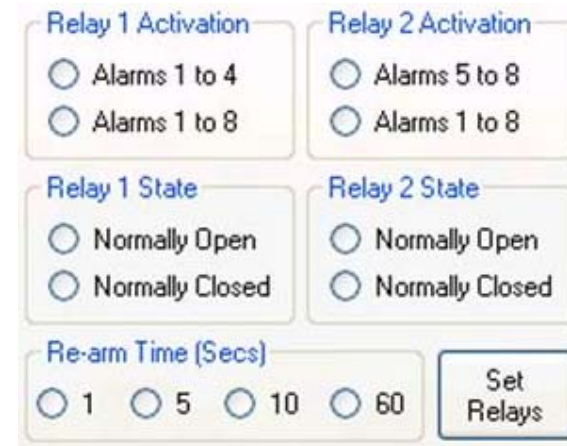 Relay 1 Activation
Alarms 1 to 4
Alarms 1 to 8
Relay 2 Activation
Alarms 5 to 8
Alarms 1 to 8
Relay 1 State
Normally Open
Normally Closed
Relay 2 State
Normally Open
Normally Closed
Re-arm Time (Secs)
1 5 10 60
Set
Relays